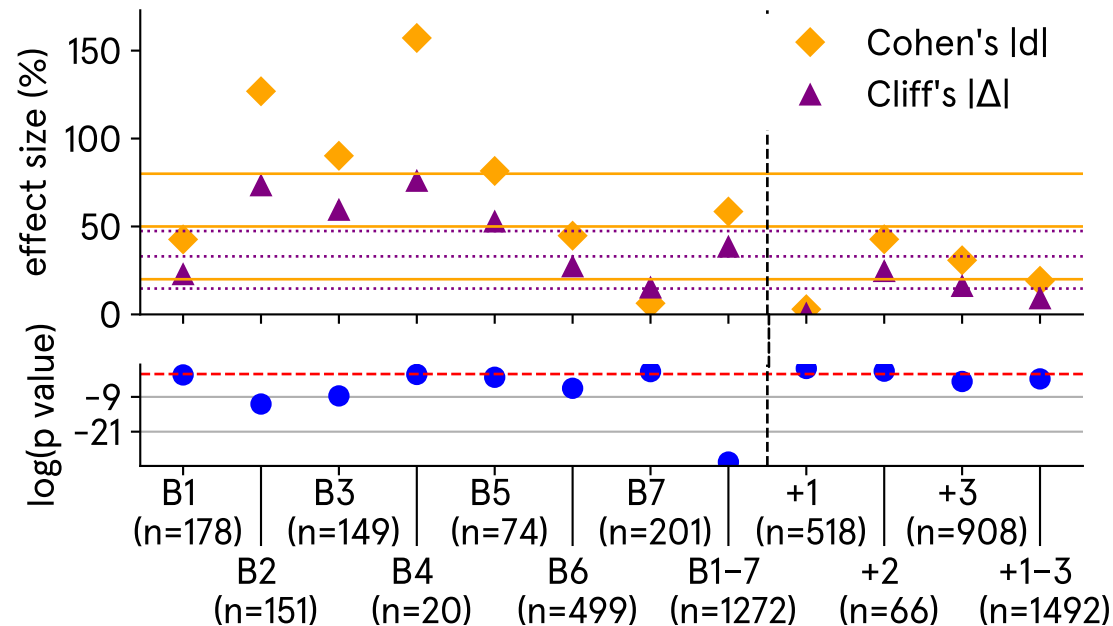 effect size (%)
150
100
50
0
Cohen's |d|
Cliff's |Δ|
log(p value)
−9
−21
B1
(n=178)
B2
(n=151)
B3
(n=149)
B4
(n=20)
B5
(n=74)
B6
(n=499)
B7
(n=201)
B1−7
(n=1272)
+1
(n=518)
+2
(n=66)
+3
(n=908)
+1−3
(n=1492)